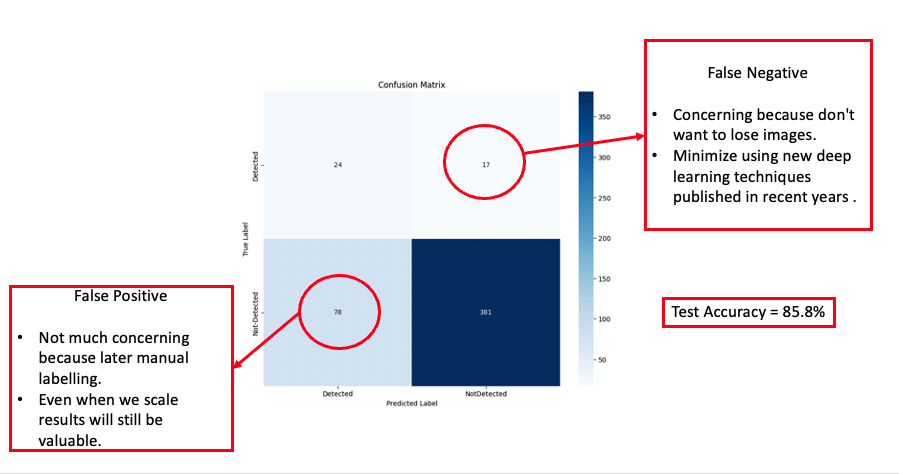 False Negative
• Concerning because don't
want to lose images.
• Minimize using new deep
learning techniques
published in recent years .
Confusion Matrix
Detected
24
17
True Label
Not-Detected
78
381
Detected
NotDetected
Predicted Label
350
300
250
200
150
100
50
Test Accuracy = 85.8%
False Positive
• Not much concerning
because later manual
labelling.
• Even when we scale
results will still be
valuable.